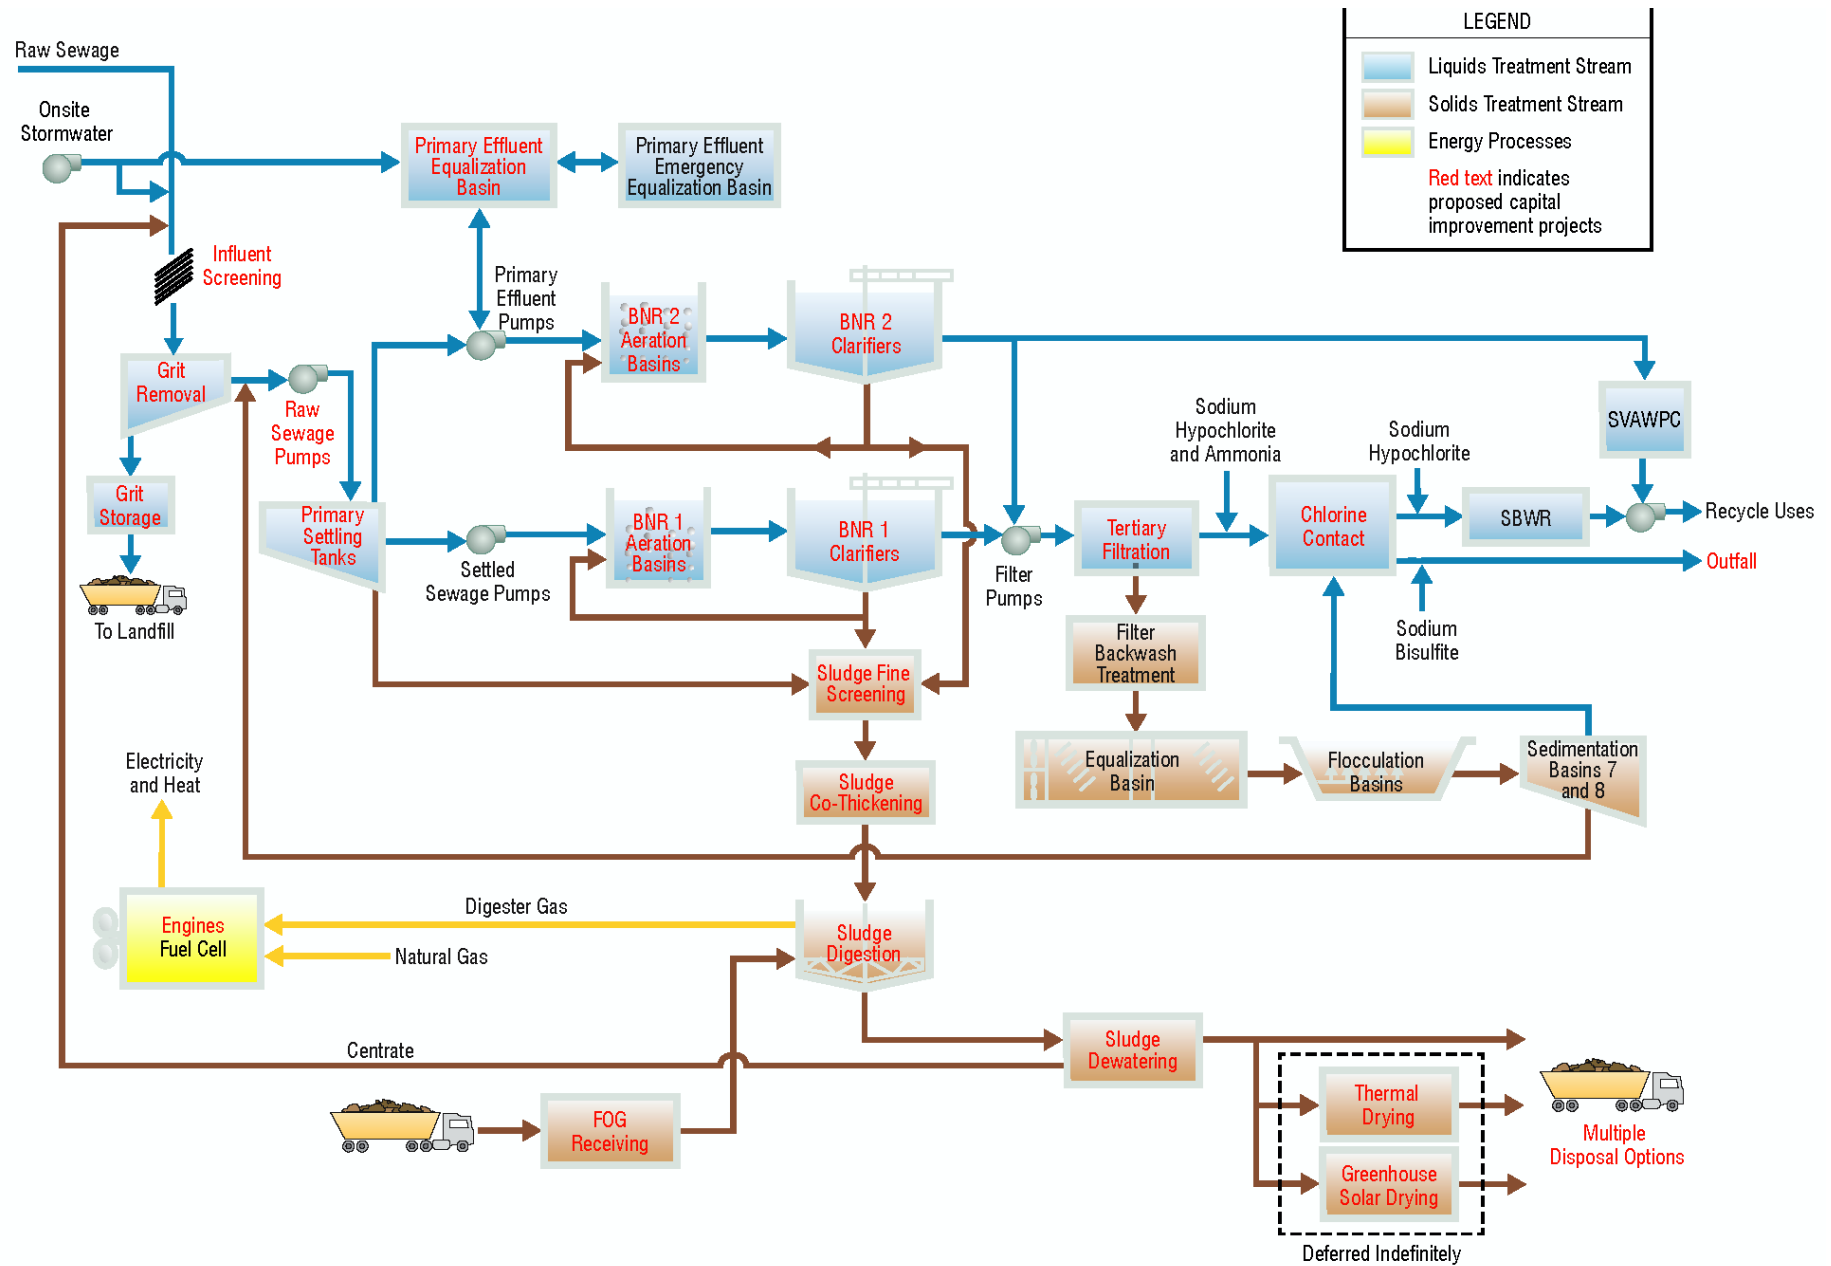 LEGEND
Liquids Treatment Stream
Solids Treatment Stream
Energy Processes
Red text indicates
proposed capital
improvement projects
Raw Sewage
Onsite
Stormwater
Primary Effluent
Equalization
Basin
Primary Effluent
Emergency
Equalization Basin
Influent
Screening
Primary
Effluent
Pumps
BNR 2
Aeration
Basins
BNR 2
Clarifiers
Grit
Removal
Raw
Sewage
Pumps
SVAWPC
Sodium
Hypochlorite
and Ammonia
Sodium
Hypochlorite
Grit
Storage
Primary
Settling
Tanks
Settled
Sewage Pumps
BNR 1
Aeration
Basins
BNR 1
Clarifiers
Filter
Pumps
Tertiary
Filtration
Chlorine
Contact
SBWR
Recycle Uses
Outfall
To Landfill
Sodium
Bisulfite
Filter
Backwash
Treatment
Sludge Fine
Screening
Electricity
and Heat
Sludge
Co-Thickening
Equalization
Basin
Flocculation
Basins
Sedimentation
Basins 7
and 8
Engines
Fuel Cell
Digester Gas
Natural Gas
Sludge
Digestion
Centrate
Sludge
Dewatering
FOG
Receiving
Thermal
Drying
Greenhouse
Solar Drying
Multiple
Disposal Options
Deferred Indefinitely